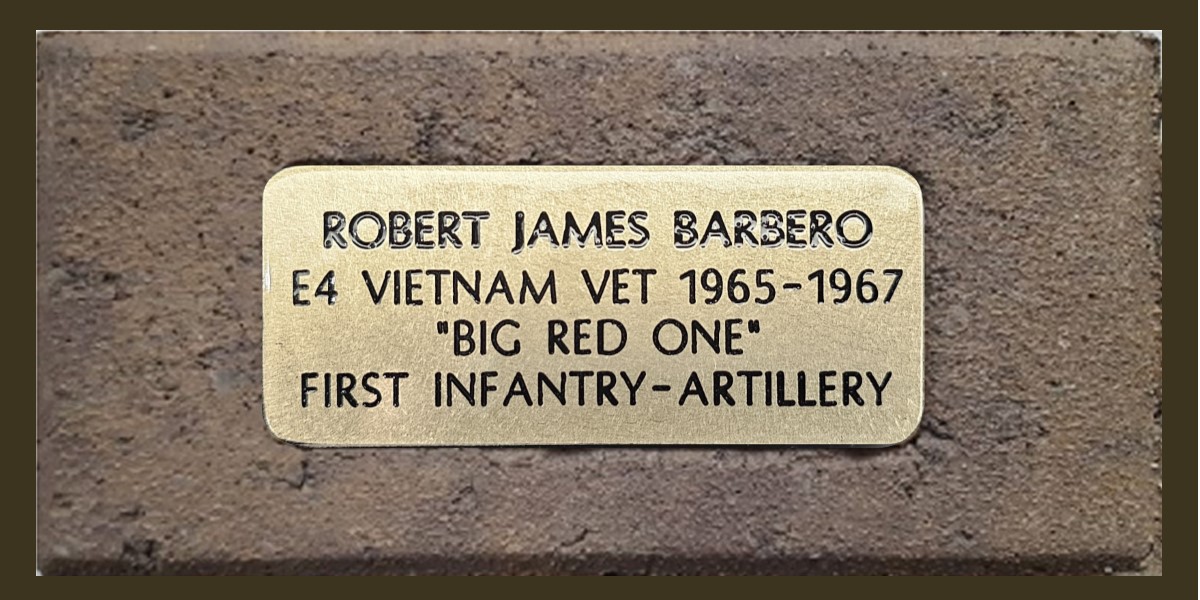 ROBERT JAMES BARBERO
E4 VIETNAM VET 1965-1967
"BIG RED ONE"
FIRST INFANTRY-ARTILLERY